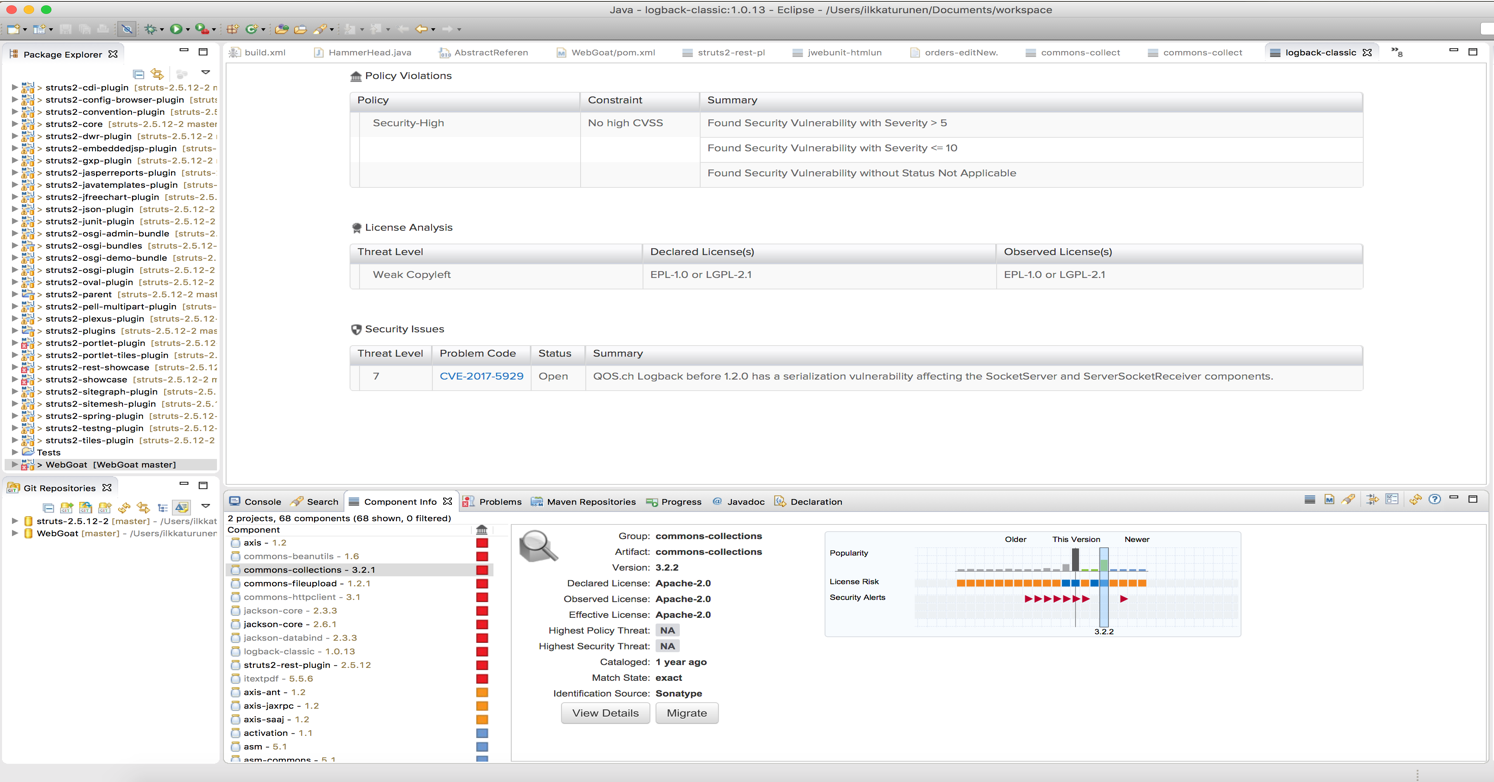 Java - logback-classic:1.0.13 - Eclipse - /Users/ilkkaturunen/Documents/workspace
Package Explorer
> struts2-cdi-plugin [struts-2.5.12-2 m
> struts2-config-browser-plugin [struts
> struts2-convention-plugin [struts-2.5
> struts2-core [struts-2.5.12-2 master
> struts2-dwr-plugin [struts-2.5.12-2
> struts2-embeddedjsp-plugin [struts-
> struts2-gxp-plugin [struts-2.5.12-2
> struts2-jasperreports-plugin [struts
> struts2-javatemplates-plugin [struts-
> struts2-jfreechart-plugin [struts-2.5
> struts2-json-plugin [struts-2.5.12-2
> struts2-junit-plugin [struts-2.5.12-2
> struts2-osgi-admin-bundle [struts-2.
> struts2-osgi-bundles [struts-2.5.12-
> struts2-osgi-demo-bundle [struts-2.
> struts2-osgi-plugin [struts-2.5.12-2
> struts2-oval-plugin [struts-2.5.12-2
> struts2-parent [struts-2.5.12-2 mast
> struts2-pell-multipart-plugin [struts-
> struts2-plexus-plugin [struts-2.5.12-
> struts2-plugins [struts-2.5.12-2 mas
> struts2-portlet-plugin [struts-2.5.12
> struts2-portlet-tiles-plugin [struts-2.
> struts2-rest-showcase [struts-2.5.12
> struts2-showcase [struts-2.5.12-2 m
> struts2-sitegraph-plugin [struts-2.5.
> struts2-sitemesh-plugin [struts-2.5.
> struts2-spring-plugin [struts-2.5.12-
> struts2-testng-plugin [struts-2.5.12-
> struts2-tiles-plugin [struts-2.5.12-2
Tests
> WebGoat [WebGoat master]
Git Repositories
struts-2.5.12-2 [master] - /Users/ilkkat
WebGoat [master] - /Users/ilkkaturunen
build.xml HammerHead.java AbstractReferen WebGoat/pom.xml struts2-rest-pl jwebunit-htmlun orders-editNew. commons-collect commons-collect logback-classic »8
Policy Violations
Policy Constraint Summary
Security-High No high CVSS Found Security Vulnerability with Severity > 5
Found Security Vulnerability with Severity <= 10
Found Security Vulnerability without Status Not Applicable
License Analysis
Threat Level Declared License(s) Observed License(s)
Weak Copyleft EPL-1.0 or LGPL-2.1 EPL-1.0 or LGPL-2.1
Security Issues
Threat Level Problem Code Status Summary
7 CVE-2017-5929 Open QOS.ch Logback before 1.2.0 has a serialization vulnerability affecting the SocketServer and ServerSocketReceiver components.
Console Search Component Info Problems Maven Repositories Progress Javadoc Declaration
2 projects, 68 components (68 shown, 0 filtered)
Component
axis - 1.2
commons-beanutils - 1.6
commons-collections - 3.2.1
commons-fileupload - 1.2.1
commons-httpclient - 3.1
jackson-core - 2.3.3
jackson-core - 2.6.1
jackson-databind - 2.3.3
logback-classic - 1.0.13
struts2-rest-plugin - 2.5.12
itextpdf - 5.5.6
axis-ant - 1.2
axis-jaxrpc - 1.2
axis-saaj - 1.2
activation - 1.1
asm - 5.1
asm-commons - 5.1
Group: commons-collections
Artifact: commons-collections
Version: 3.2.2
Declared License: Apache-2.0
Observed License: Apache-2.0
Effective License: Apache-2.0
Highest Policy Threat: NA
Highest Security Threat: NA
Cataloged: 1 year ago
Match State: exact
Identification Source: Sonatype
View Details Migrate
Older This Version Newer
Popularity
License Risk
Security Alerts
3.2.2